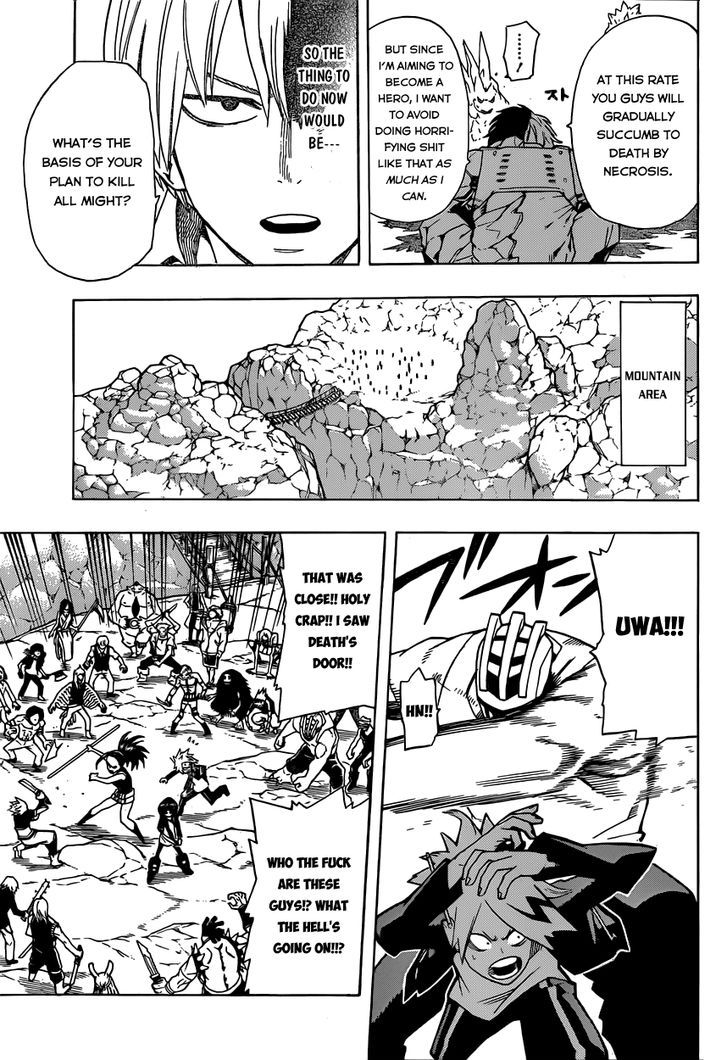 AT THIS RATE
YOU GUYS WILL
GRADUALLY
SUCCUMB TO
DEATH BY
NECROSIS.
......
スト
BUT SINCE
I'M AIMING TO
BECOME A
HERO, I WANT
TO AVOID
DOING HORRI-
FYING SHIT
LIKE THAT AS
MUCH AS I
CAN.
SO THE
THING TO
DO NOW
WOULD
BE---
WHAT'S THE
BASIS OF YOUR
PLAN TO KILL
ALL MIGHT?
MOUNTAIN
AREA
UWA!!!
HN!!
THAT WAS
CLOSE!! HOLY
CRAP!! I SAW
DEATH'S
DOOR!!
WHO THE FUCK
ARE THESE
GUYS!? WHAT
THE HELL'S
GOING ON!!!?